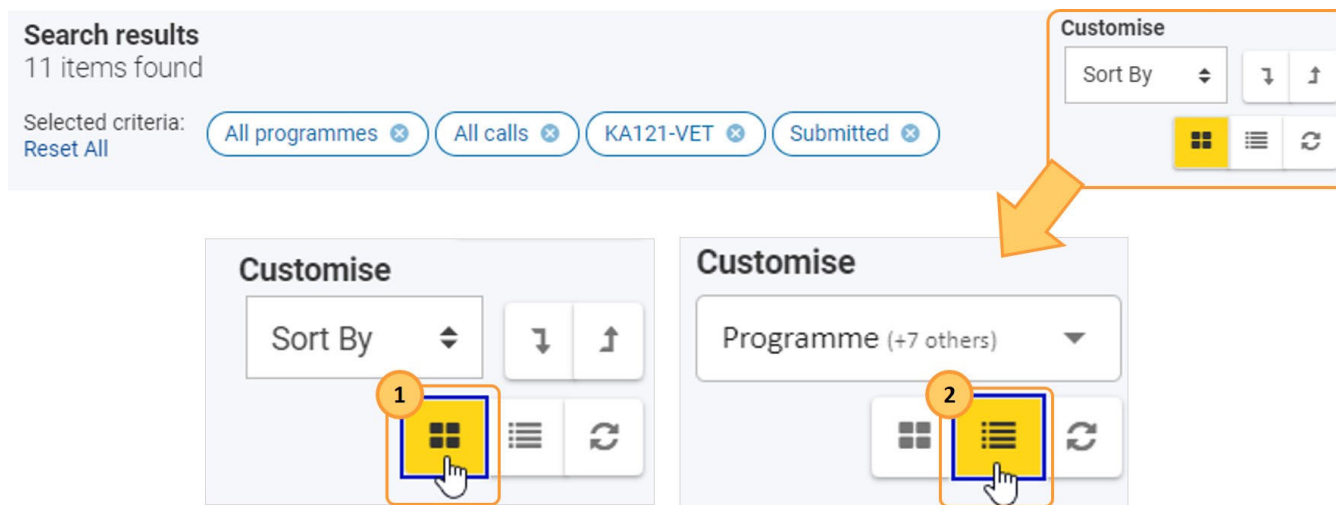 Search results
11 items found
Selected criteria:
Reset All
All programmes
All calls
KA121-VET
Submitted
Customise
Sort By
Customise
Sort By
1
Customise
Programme (+7 others)
2